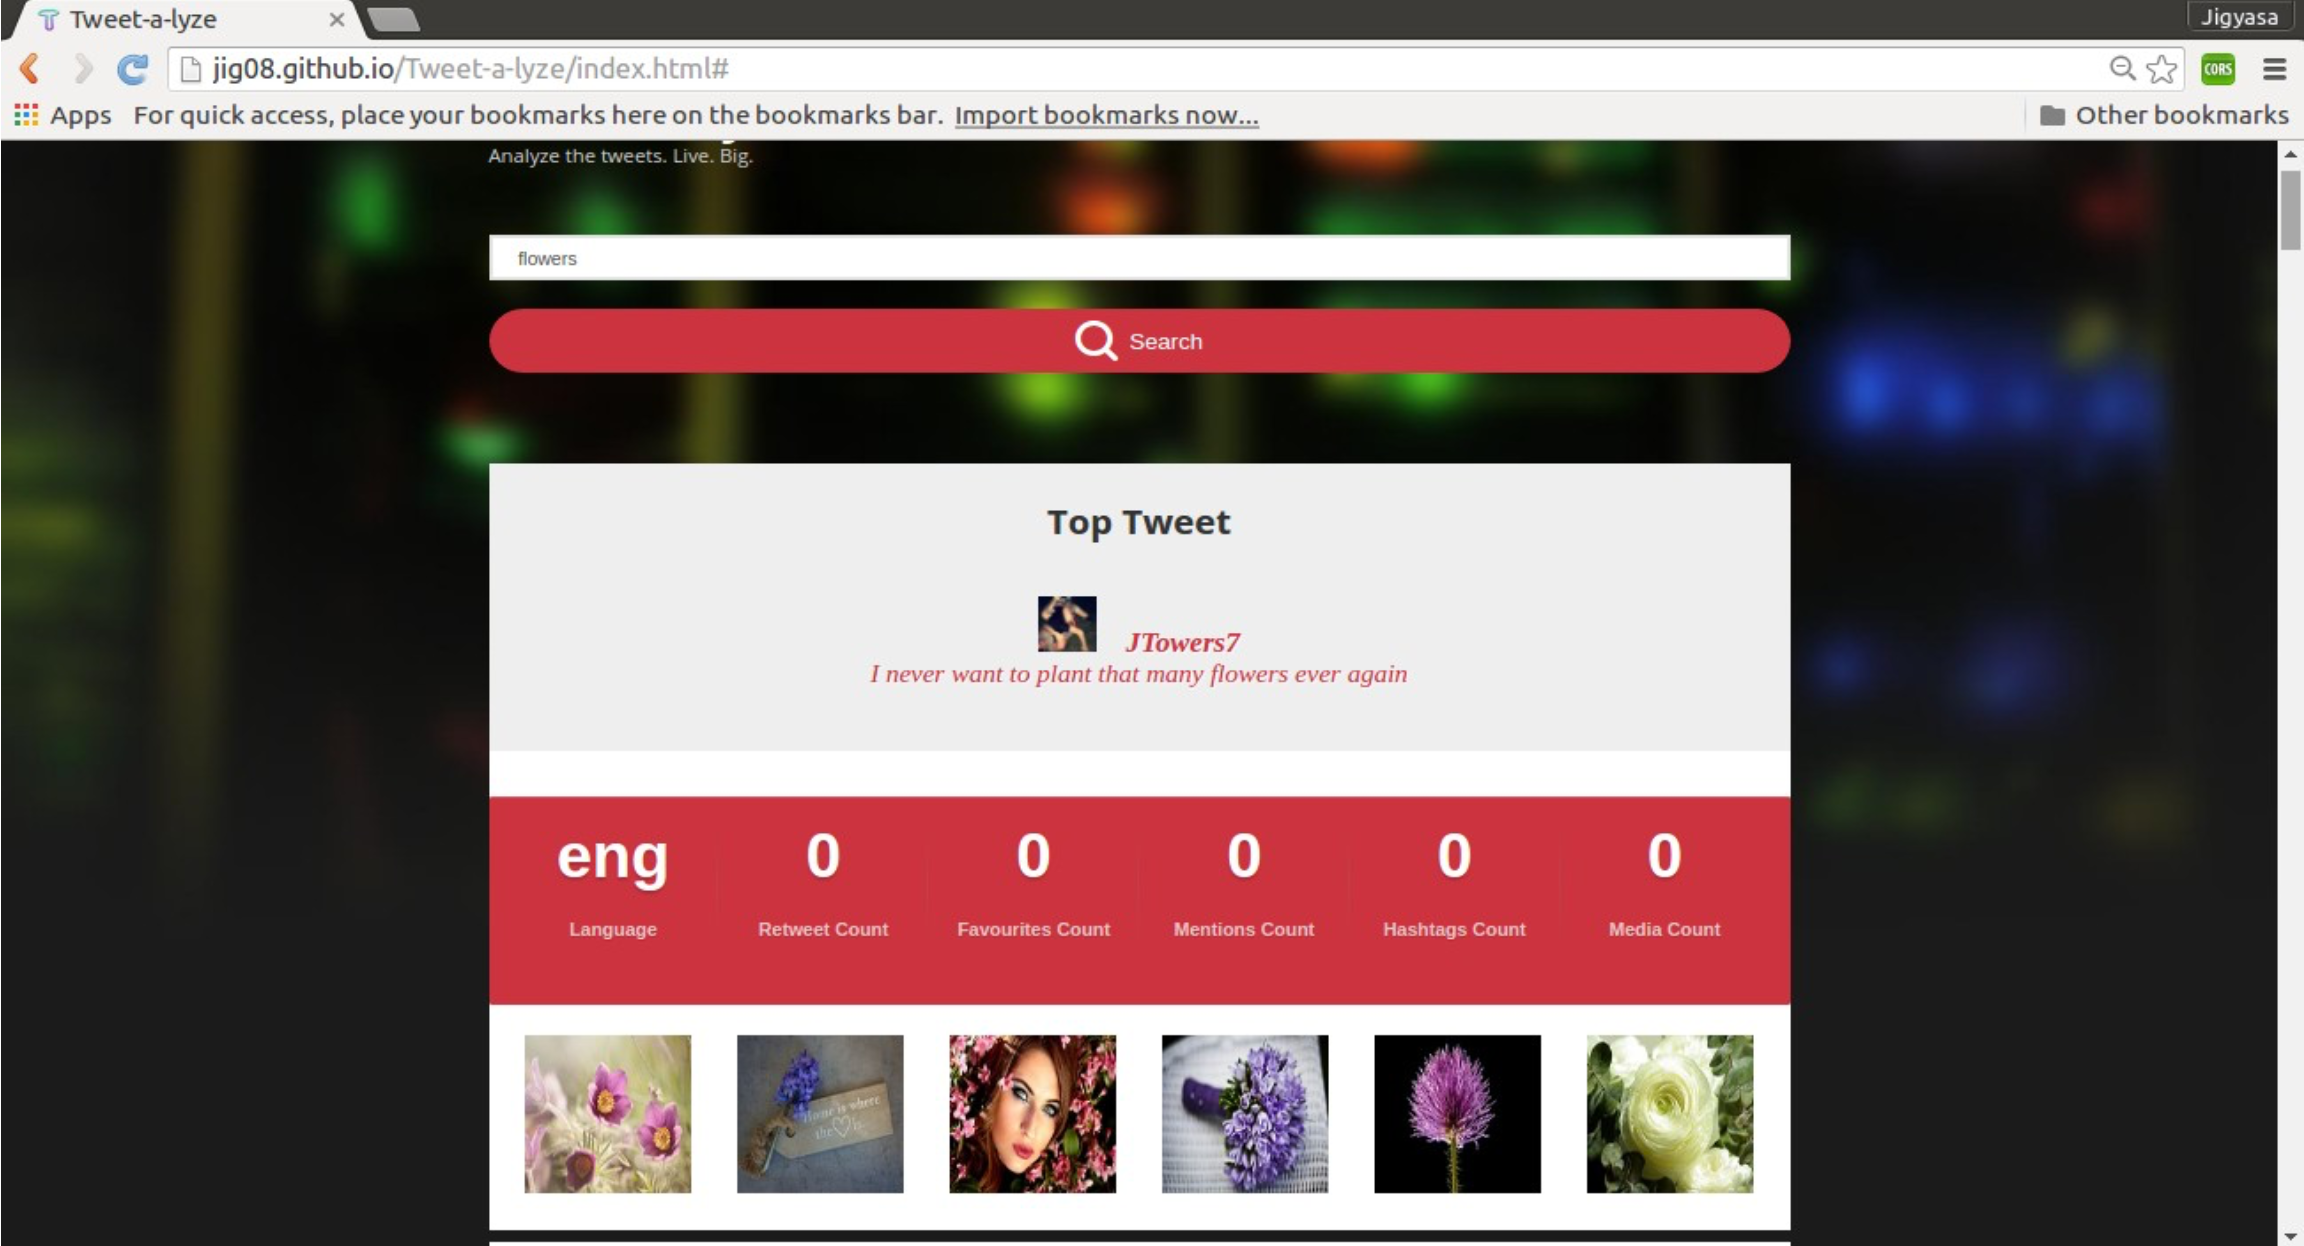 Tweet-a-lyze
Jigyasa
jig08.github.io/Tweet-a-lyze/index.html#
CORS
Apps For quick access, place your bookmarks here on the bookmarks bar. Import bookmarks now... Other bookmarks
Analyze the tweets. Live. Big.
flowers
Search
Top Tweet
JTowers7
I never want to plant that many flowers ever again
eng 0 0 0 0 0
Language Retweet Count Favourites Count Mentions Count Hashtags Count Media Count
Home is where
the